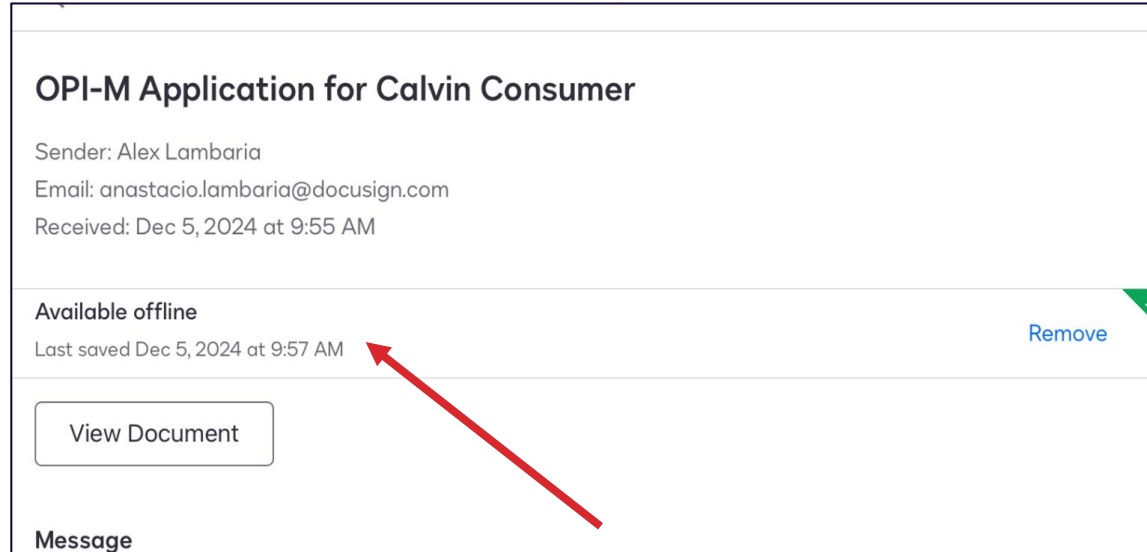 OPI-M Application for Calvin Consumer
Sender: Alex Lambaria
Email: anastacio.lambaria@docusign.com
Received: Dec 5, 2024 at 9:55 AM
Available offline
Last saved Dec 5, 2024 at 9:57 AM
Remove
View Document
Message